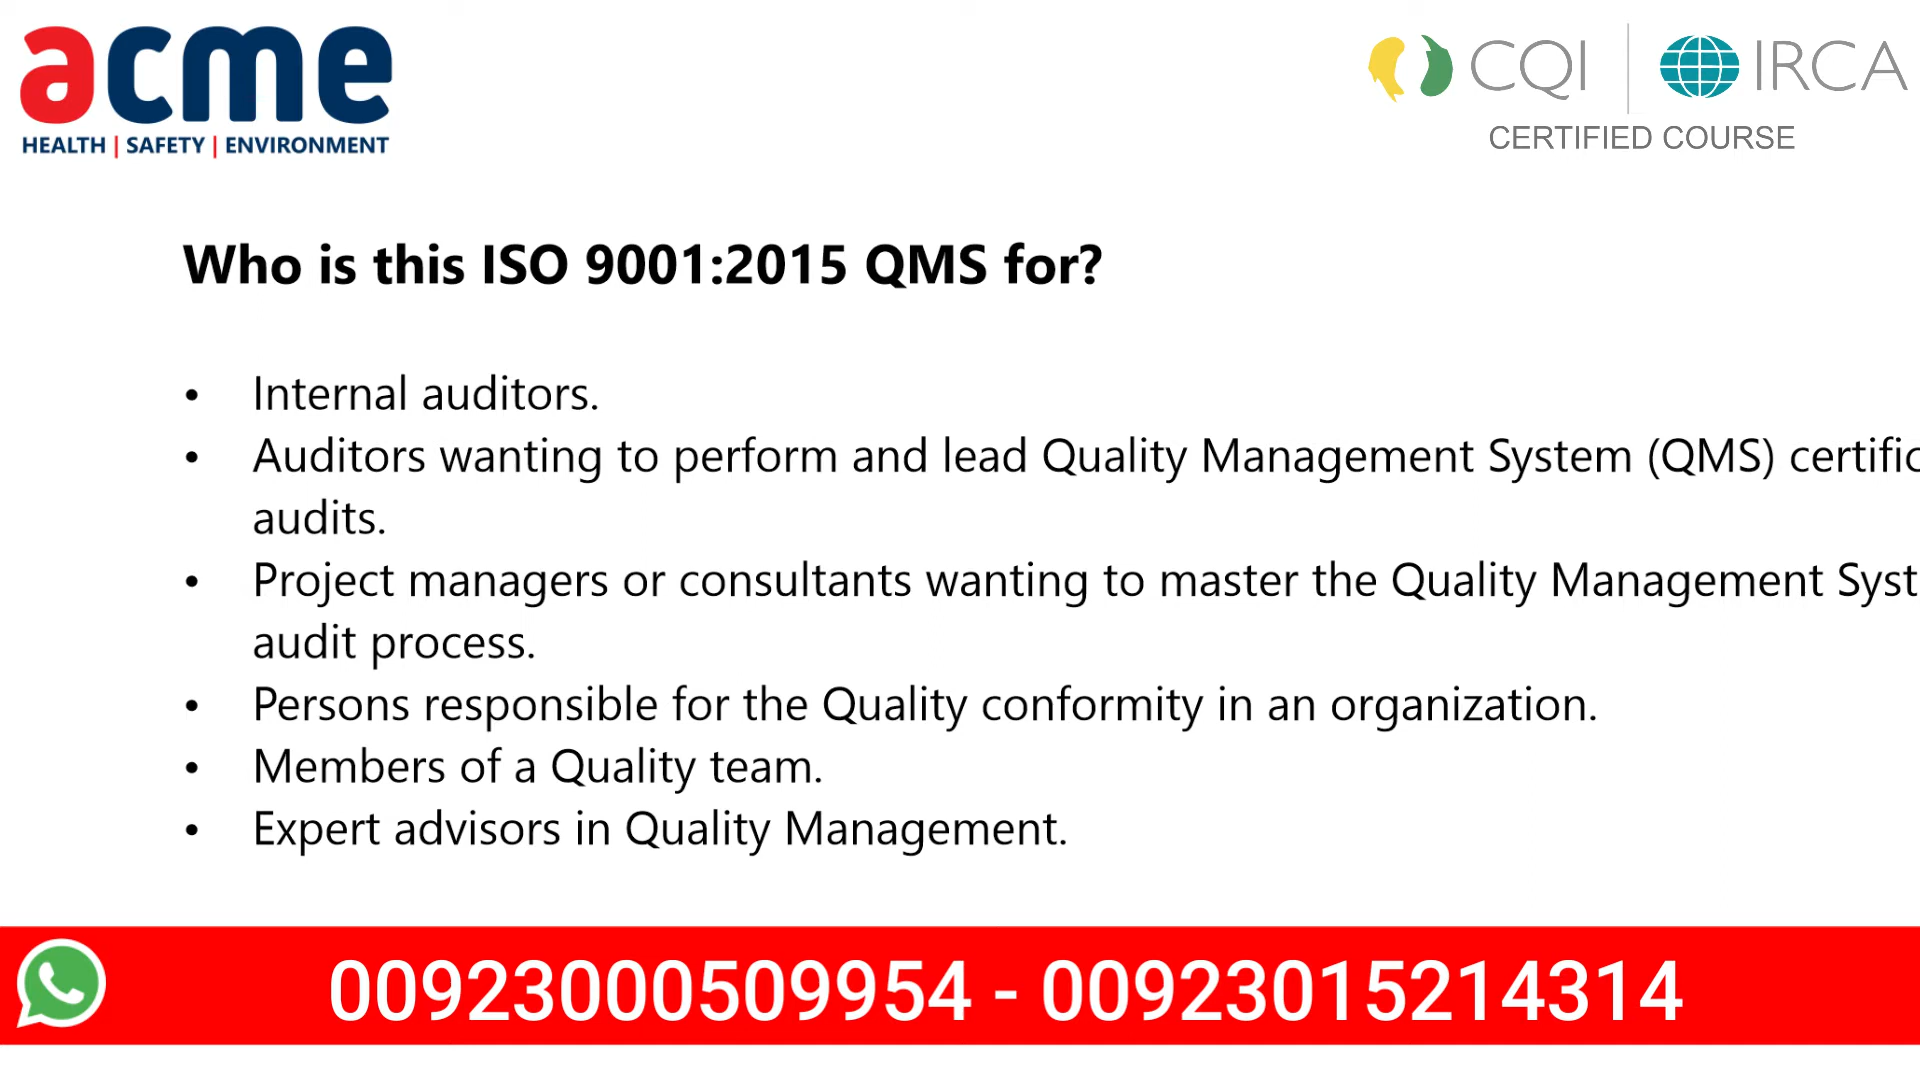 acme
HEALTH | SAFETY | ENVIRONMENT
CQI | IRCA
CERTIFIED COURSE
Who is this ISO 9001:2015 QMS for?
• Internal auditors.
• Auditors wanting to perform and lead Quality Management System (QMS)
audits.
• Project managers or consultants wanting to master the Quality Management
audit process.
• Persons responsible for the Quality conformity in an organization.
• Members of a Quality team.
• Expert advisors in Quality Management.
00923000509954 - 00923015214314